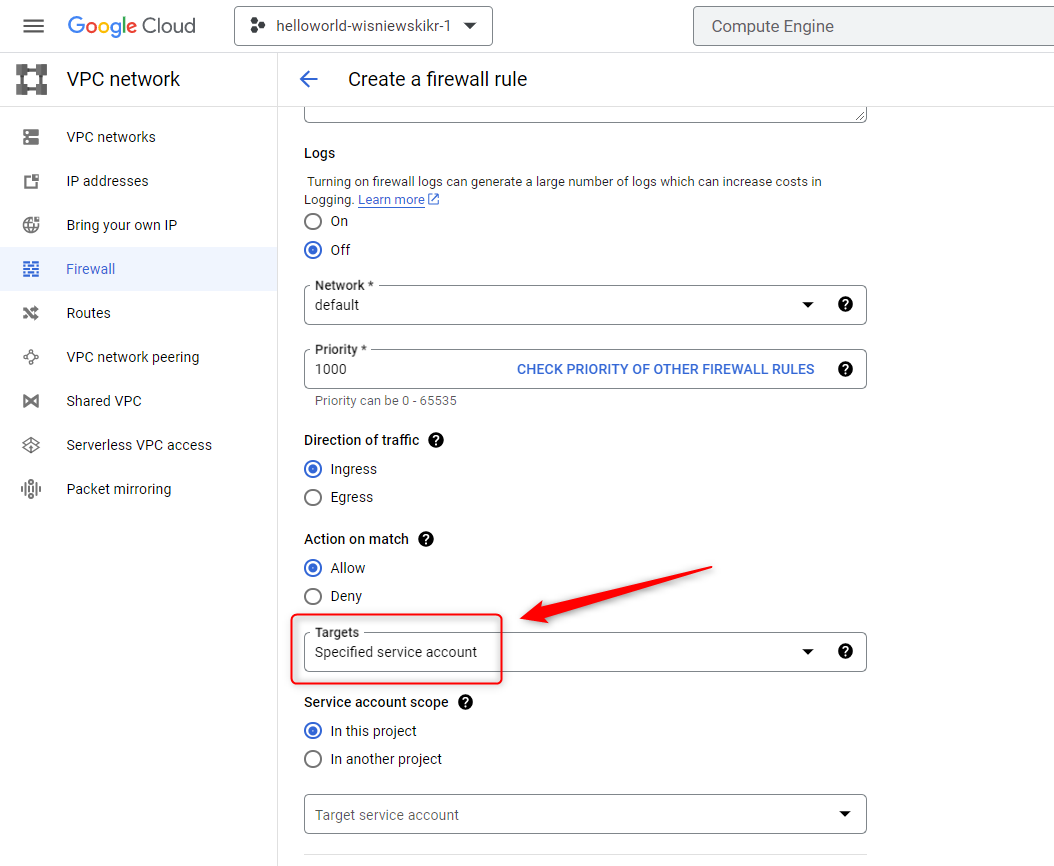 Google Cloud
helloworld-wisniewskikr-1
Compute Engine
VPC network
Create a firewall rule
VPC networks
IP addresses
Bring your own IP
Firewall
Routes
VPC network peering
Shared VPC
Serverless VPC access
Packet mirroring
Logs
Turning on firewall logs can generate a large number of logs which can increase costs in
Logging. Learn more
On
Off
Network *
default
Priority *
1000 CHECK PRIORITY OF OTHER FIREWALL RULES
Priority can be 0 - 65535
Direction of traffic
Ingress
Egress
Action on match
Allow
Deny
Targets
Specified service account
Service account scope
In this project
In another project
Target service account